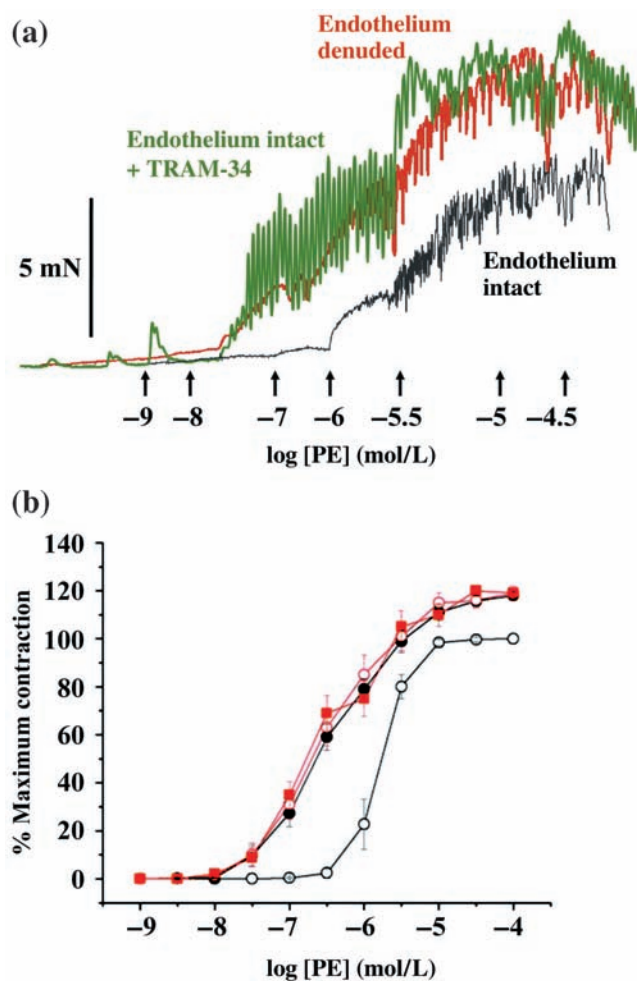 (a)
Endothelium
denuded
Endothelium intact
+ TRAM-34
5 mN
Endothelium
intact
−9 −8 −7 −6 −5.5 −5 −4.5
log [PE] (mol/L)
(b)
% Maximum contraction
140
120
100
80
60
40
20
0
−9 −8 −7 −6 −5 −4
log [PE] (mol/L)